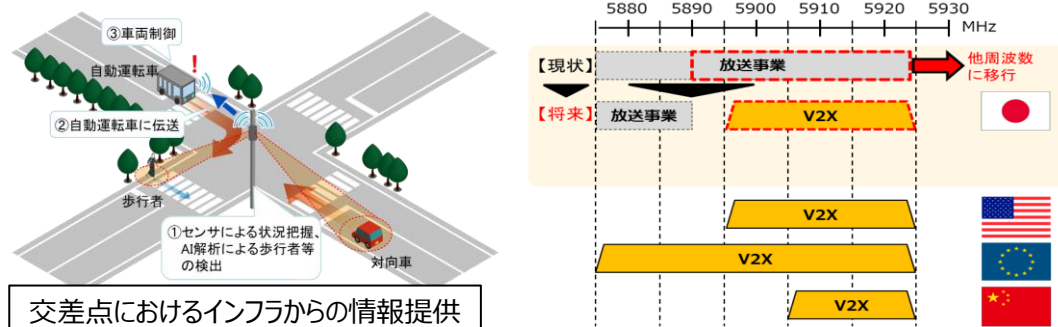 ③車両制御
自動運転車
!
②自動運転車に伝送
歩行者
①センサによる状況把握、
AI解析による歩行者等
の検出
対向車
交差点におけるインフラからの情報提供
5880 5890 5900 5910 5920 5930
MHz
【現状】
放送事業
他周波数
に移行
【将来】
放送事業
V2X
V2X
V2X
V2X